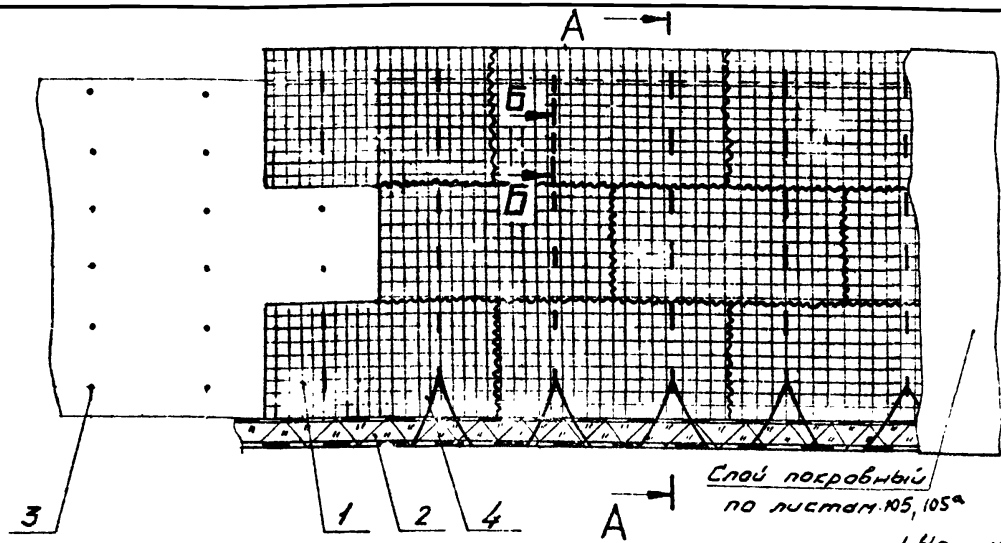 А
Б
Б
Слой покровный
по листам 105, 105а
3 1 2 4 А